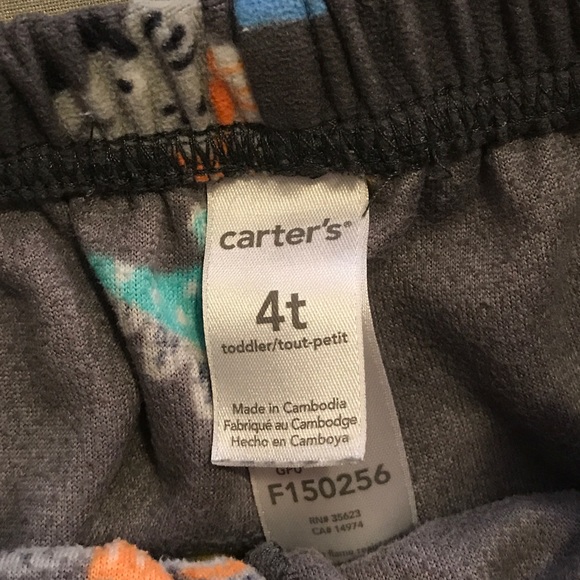 carter's®
4t
toddler/tout-petit
Made in Cambodia
Fabriqué au Cambodge
Hecho en Camboya
GPU
F150256
RN# 35623
CA# 14974